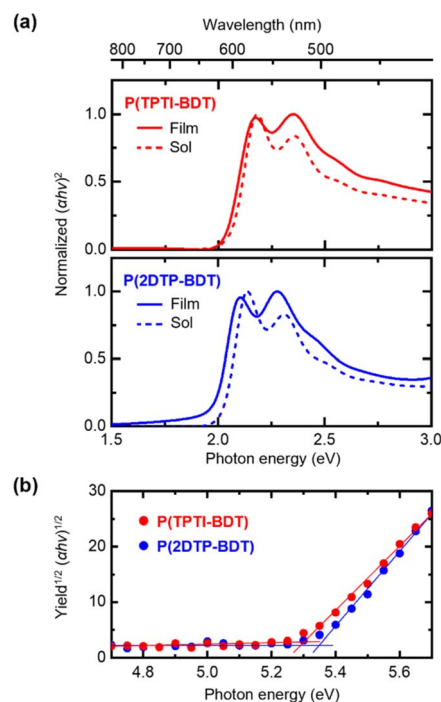 (a)
Wavelength (nm)
800 700 600 500
Normalized (αhν)²
1.0
0.5
0.0
P(TPTI-BDT)
Film
Sol
1.0
0.5
0.0
P(2DTP-BDT)
Film
Sol
1.5 2.0 2.5 3.0
Photon energy (eV)
(b)
Yield^1/2 (αhν)^1/2
30
20
10
0
P(TPTI-BDT)
P(2DTP-BDT)
4.8 5.0 5.2 5.4 5.6
Photon energy (eV)